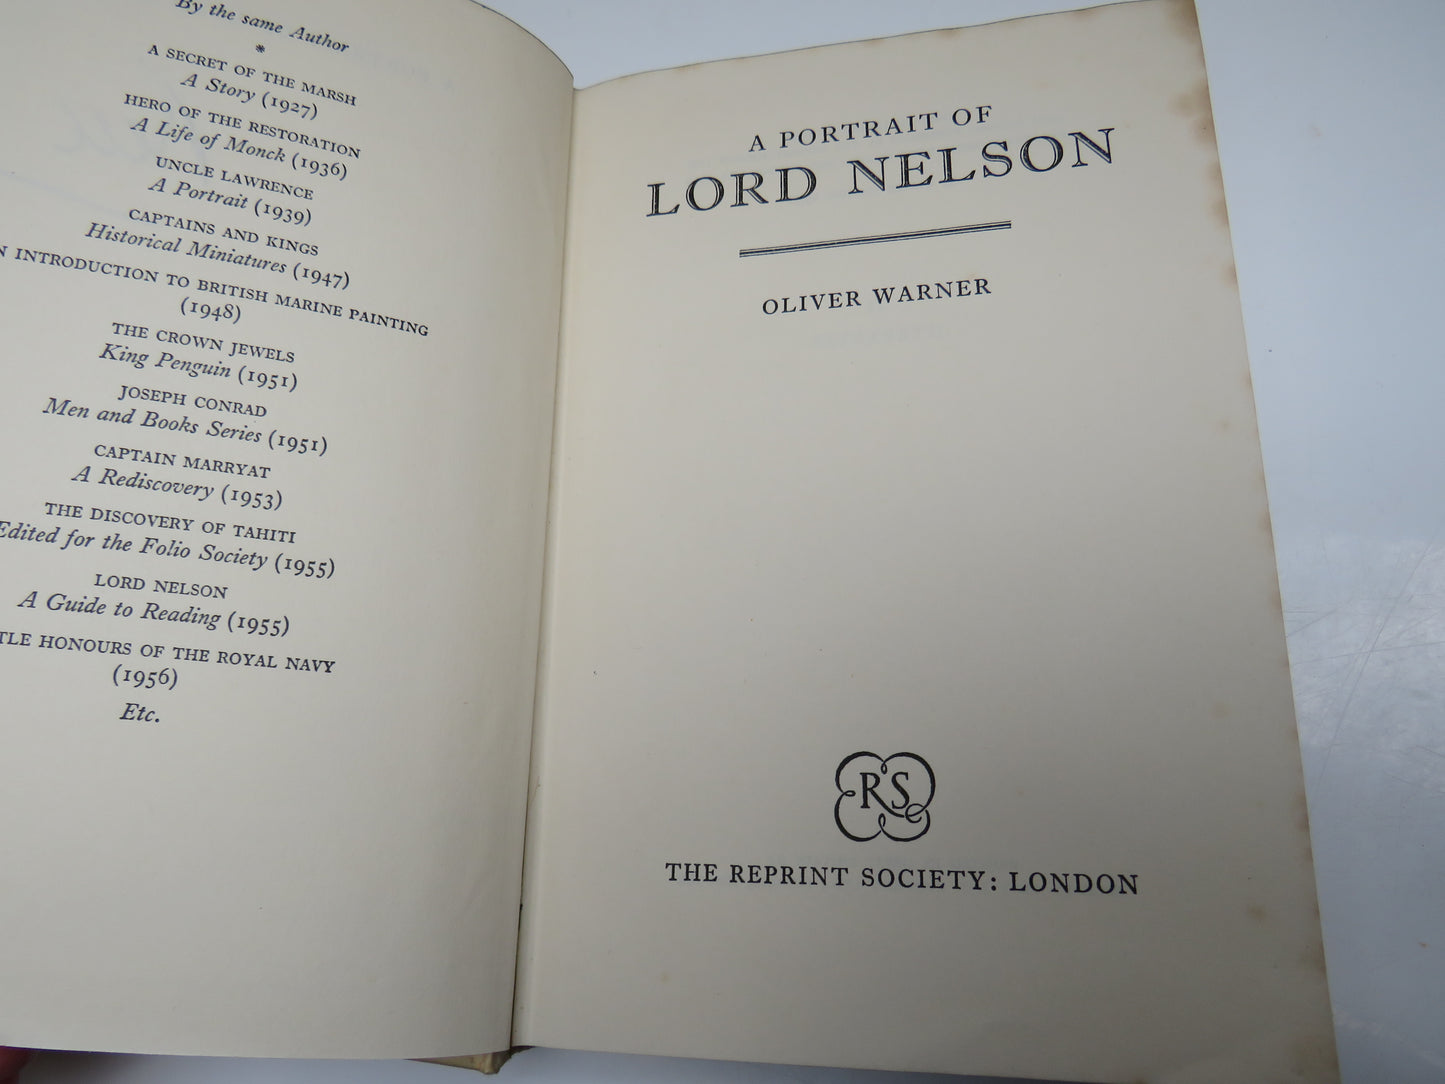 By the same Author
*
A SECRET OF THE MARSH
A Story (1927)
HERO OF THE RESTORATION
A Life of Monck (1936)
UNCLE LAWRENCE
A Portrait (1939)
CAPTAINS AND KINGS
Historical Miniatures (1947)
N INTRODUCTION TO BRITISH MARINE PAINTING
(1948)
THE CROWN JEWELS
King Penguin (1951)
JOSEPH CONRAD
Men and Books Series (1951)
CAPTAIN MARRYAT
A Rediscovery (1953)
THE DISCOVERY OF TAHITI
Edited for the Folio Society (1955)
LORD NELSON
A Guide to Reading (1955)
TLE HONOURS OF THE ROYAL NAVY
(1956)
Etc.
A PORTRAIT OF
LORD NELSON
OLIVER WARNER
RS
THE REPRINT SOCIETY: LONDON